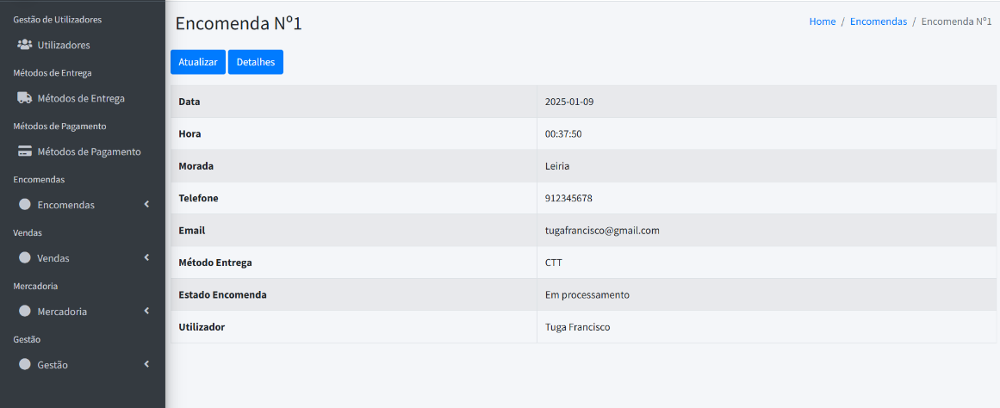 Gestão de Utilizadores
Utilizadores
Métodos de Entrega
Métodos de Entrega
Métodos de Pagamento
Métodos de Pagamento
Encomendas
Encomendas
Vendas
Vendas
Mercadoria
Mercadoria
Gestão
Gestão
Encomenda Nº1
Home / Encomendas / Encomenda Nº1
Atualizar Detalhes
Data 2025-01-09
Hora 00:37:50
Morada Leiria
Telefone 912345678
Email tugafrancisco@gmail.com
Método Entrega CTT
Estado Encomenda Em processamento
Utilizador Tuga Francisco